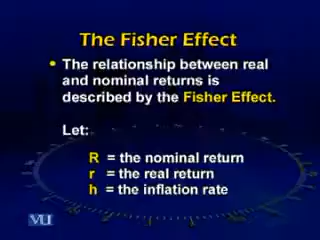 The Fisher Effect
• The relationship between real
and nominal returns is
described by the Fisher Effect.
Let:
R = the nominal return
r = the real return
h = the inflation rate
VU